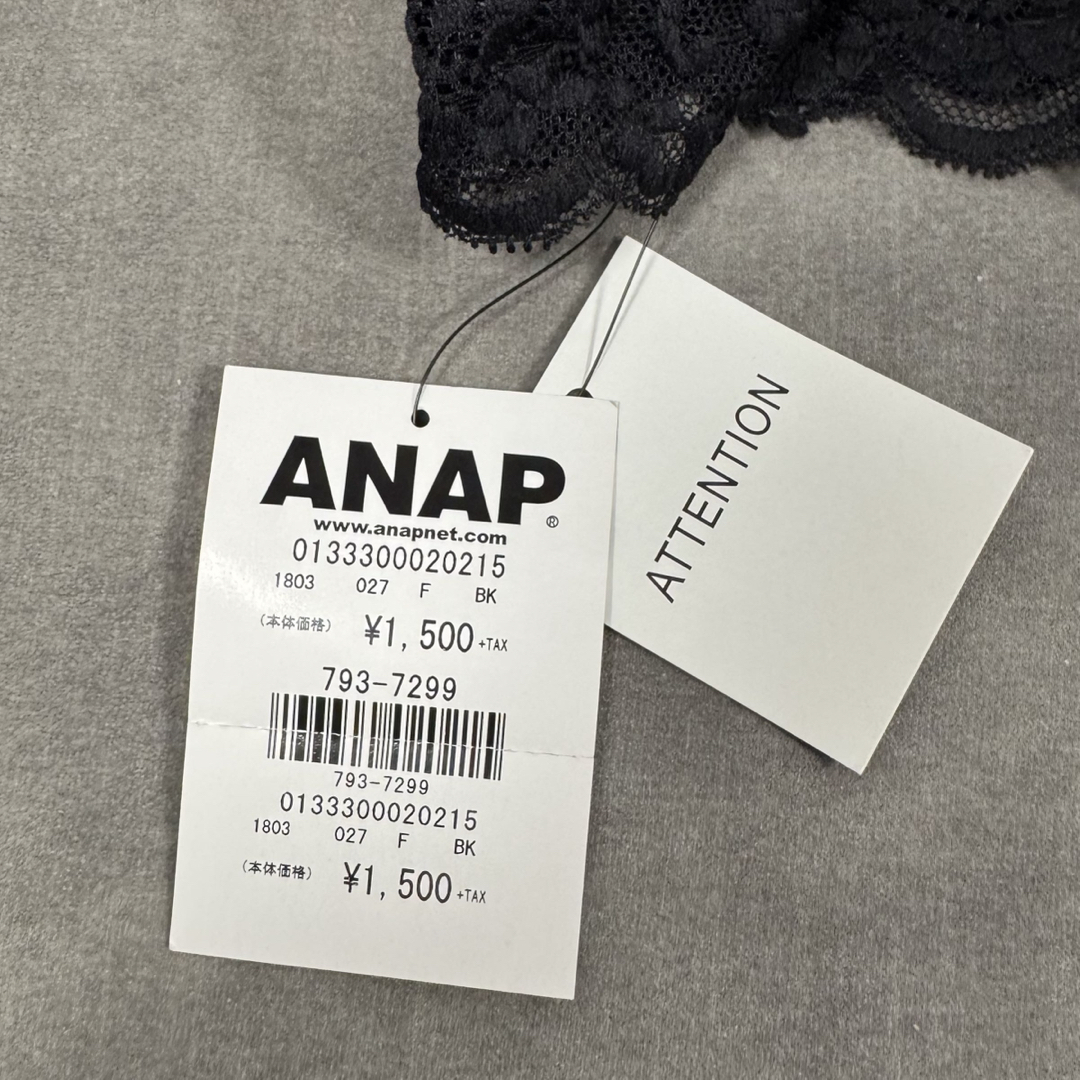 ANAP®
www.anapnet.com
0133300020215
1803 027 F BK
(本体価格) ¥1,500+TAX
793-7299
793-7299
0133300020215
1803 027 F BK
(本体価格) ¥1,500+TAX
ATTENTION